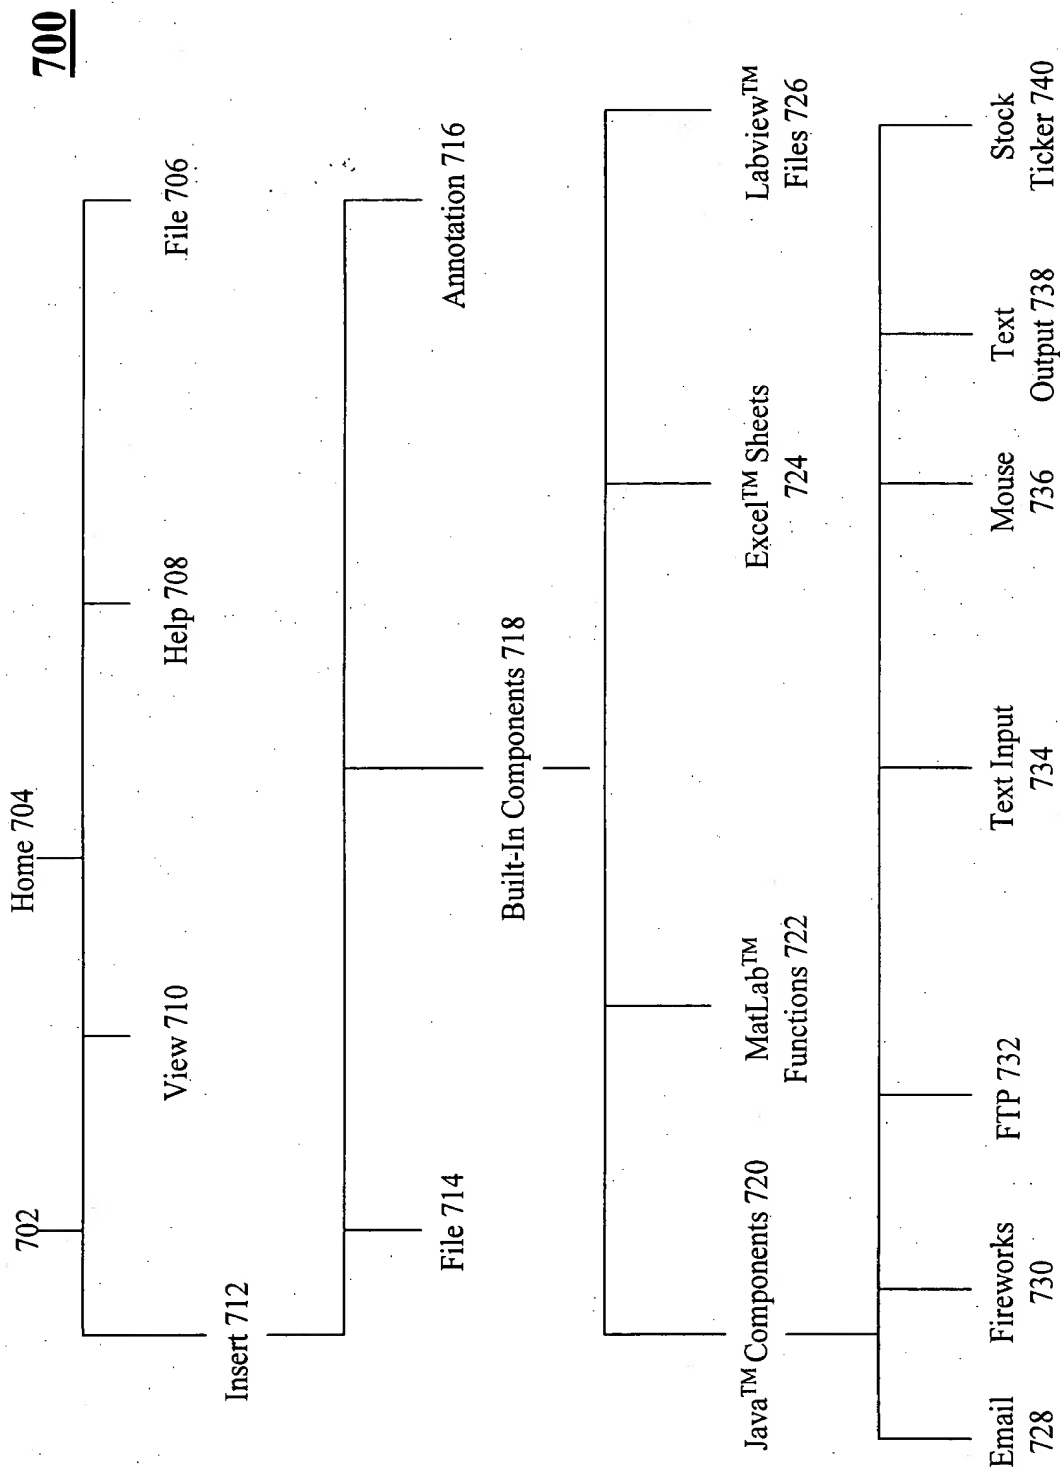 700
702
Home 704
Insert 712
View 710
Help 708
File 706
File 714
Built-In Components 718
Annotation 716
Java™ Components 720
MatLab™
Functions 722
Excel™ Sheets
724
Labview™
Files 726
Email
728
Fireworks
730
FTP 732
Text Input
734
Mouse
736
Text
Output 738
Stock
Ticker 740